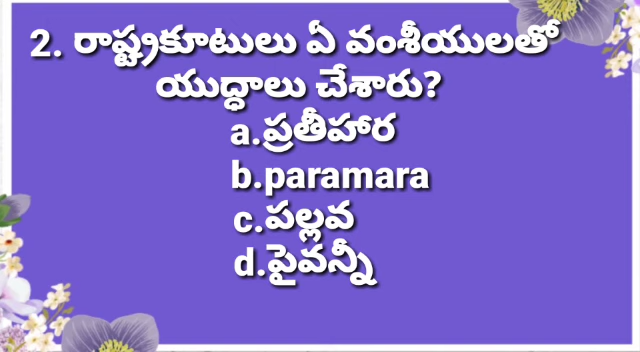 2. రాష్ట్రకూటులు ఏ వంశీయులతో
యుద్ధాలు చేశారు?
a.ప్రతీహార
b.paramara
c.పల్లవ
d.పైవన్నీ